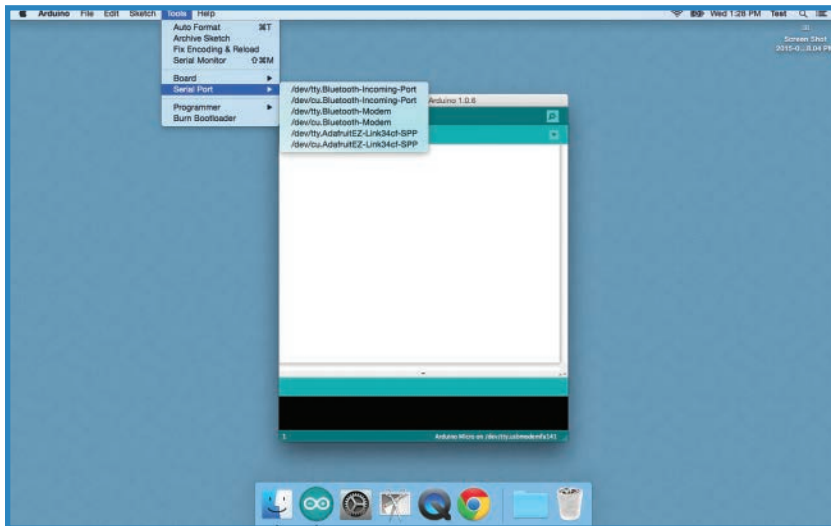 Arduino File Edit Sketch Tools Help
Wed 1:28 PM Test
Auto Format ⌘T
Archive Sketch
Fix Encoding & Reload
Serial Monitor ⇧⌘M
Board
Serial Port
Programmer
Burn Bootloader
/dev/tty.Bluetooth-Incoming-Port
/dev/cu.Bluetooth-Incoming-Port
/dev/tty.Bluetooth-Modem
/dev/cu.Bluetooth-Modem
/dev/tty.AdafruitEZ-Link34cf-SPP
/dev/cu.AdafruitEZ-Link34cf-SPP
Arduino 1.0.6
Screen Shot
1
Arduino Micro on